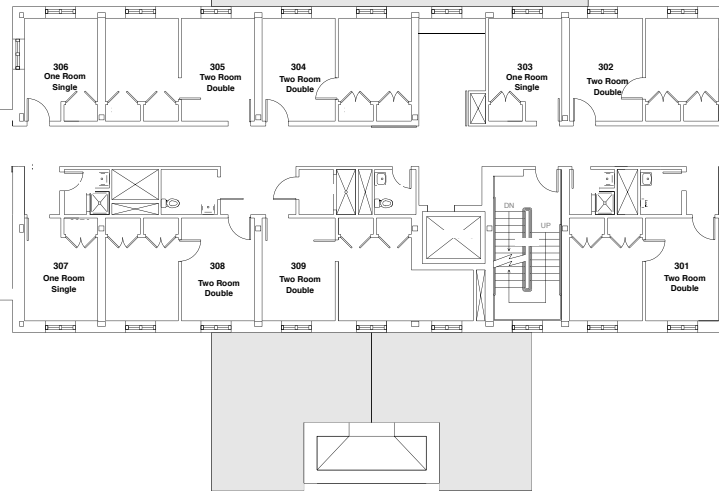 306
One Room
Single
305
Two Room
Double
304
Two Room
Double
303
One Room
Single
302
Two Room
Double
DN
UP
307
One Room
Single
308
Two Room
Double
309
Two Room
Double
301
Two Room
Double